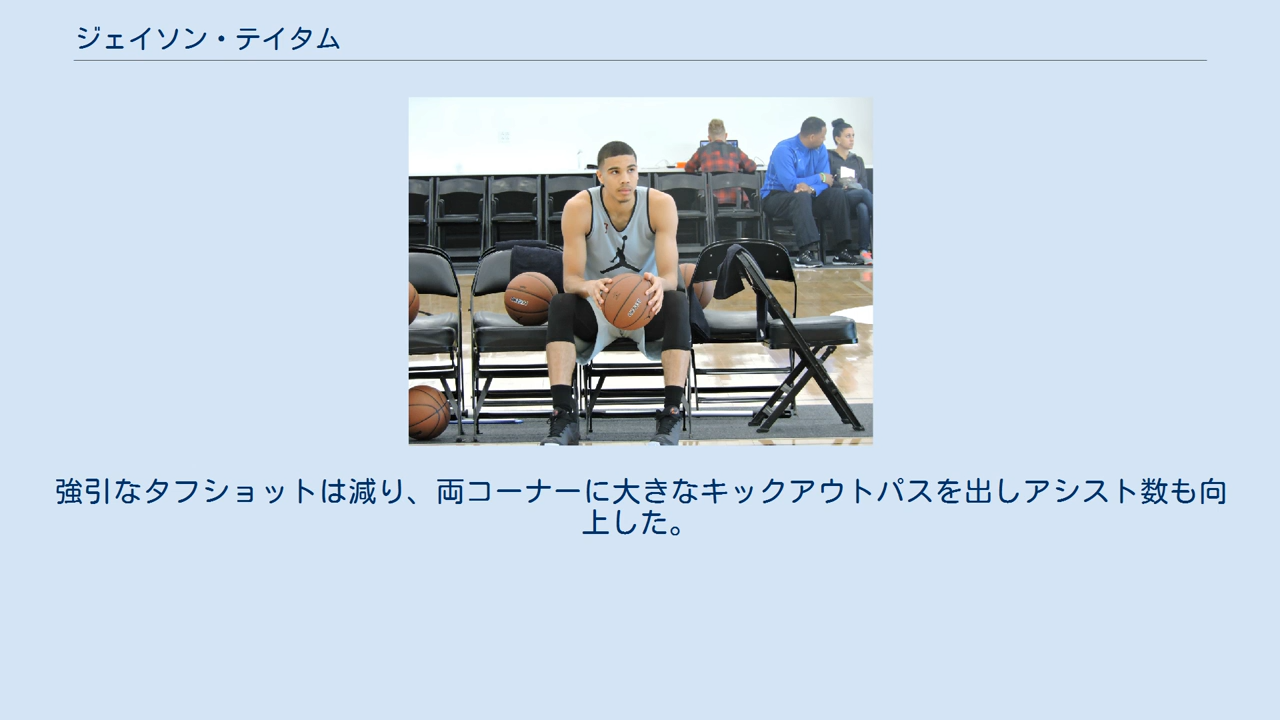 ジェイソン・テイタム
強引なタフショットは減り、両コーナーに大きなキックアウトパスを出しアシスト数も向
上した。